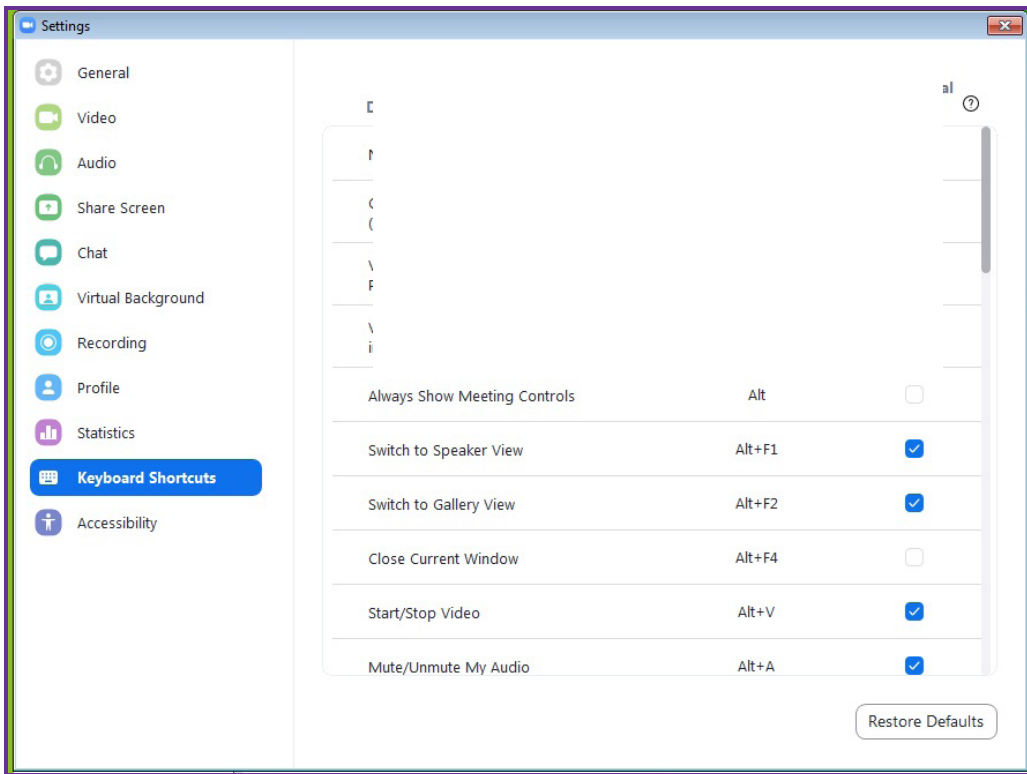 Settings
General
Video
Audio
Share Screen
Chat
Virtual Background
Recording
Profile
Statistics
Keyboard Shortcuts
Accessibility
al
D
N
(
V
P
V
i
Always Show Meeting Controls Alt
Switch to Speaker View Alt+F1
Switch to Gallery View Alt+F2
Close Current Window Alt+F4
Start/Stop Video Alt+V
Mute/Unmute My Audio Alt+A
Restore Defaults